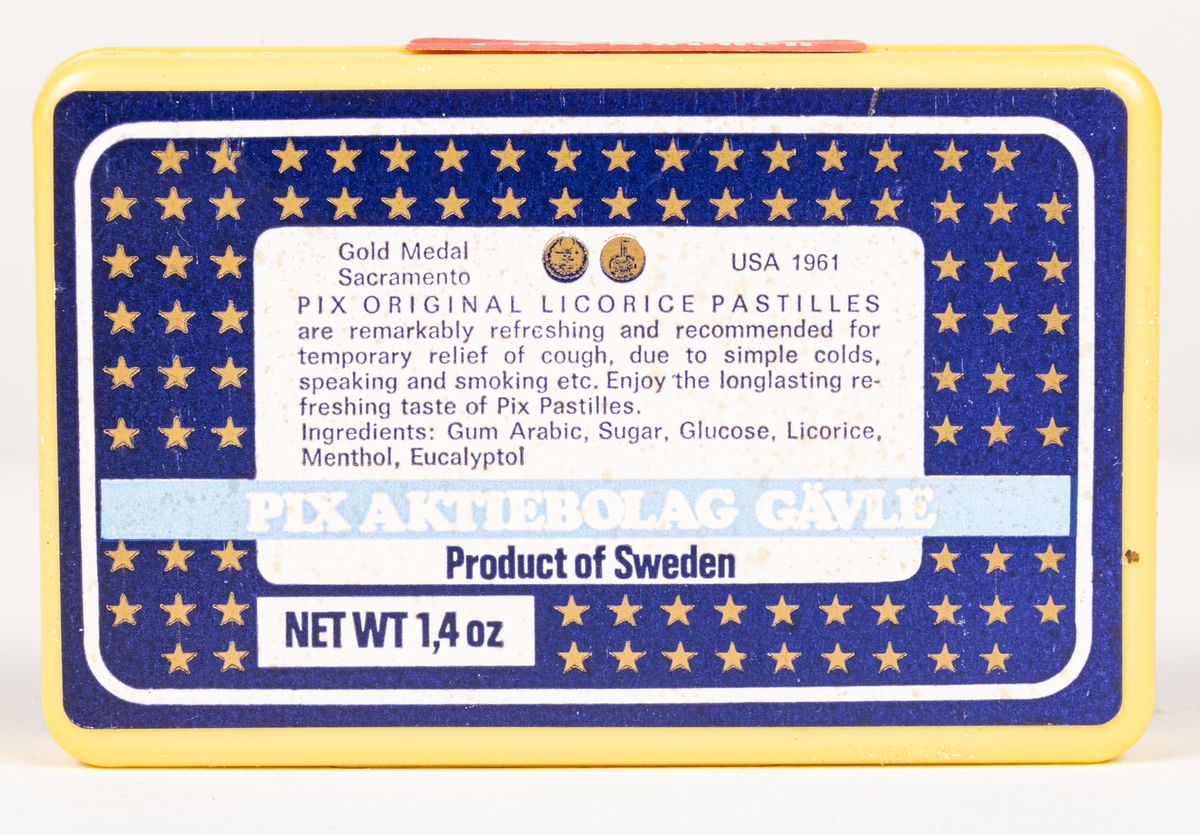 Gold Medal
Sacramento
USA 1961
PIX ORIGINAL LICORICE PASTILLES
are remarkably refreshing and recommended for
temporary relief of cough, due to simple colds,
speaking and smoking etc. Enjoy the longlasting re-
freshing taste of Pix Pastilles.
Ingredients: Gum Arabic, Sugar, Glucose, Licorice,
Menthol, Eucalyptol
PIX AKTIEBOLAG GÄVLE
Product of Sweden
NET WT 1,4 oz